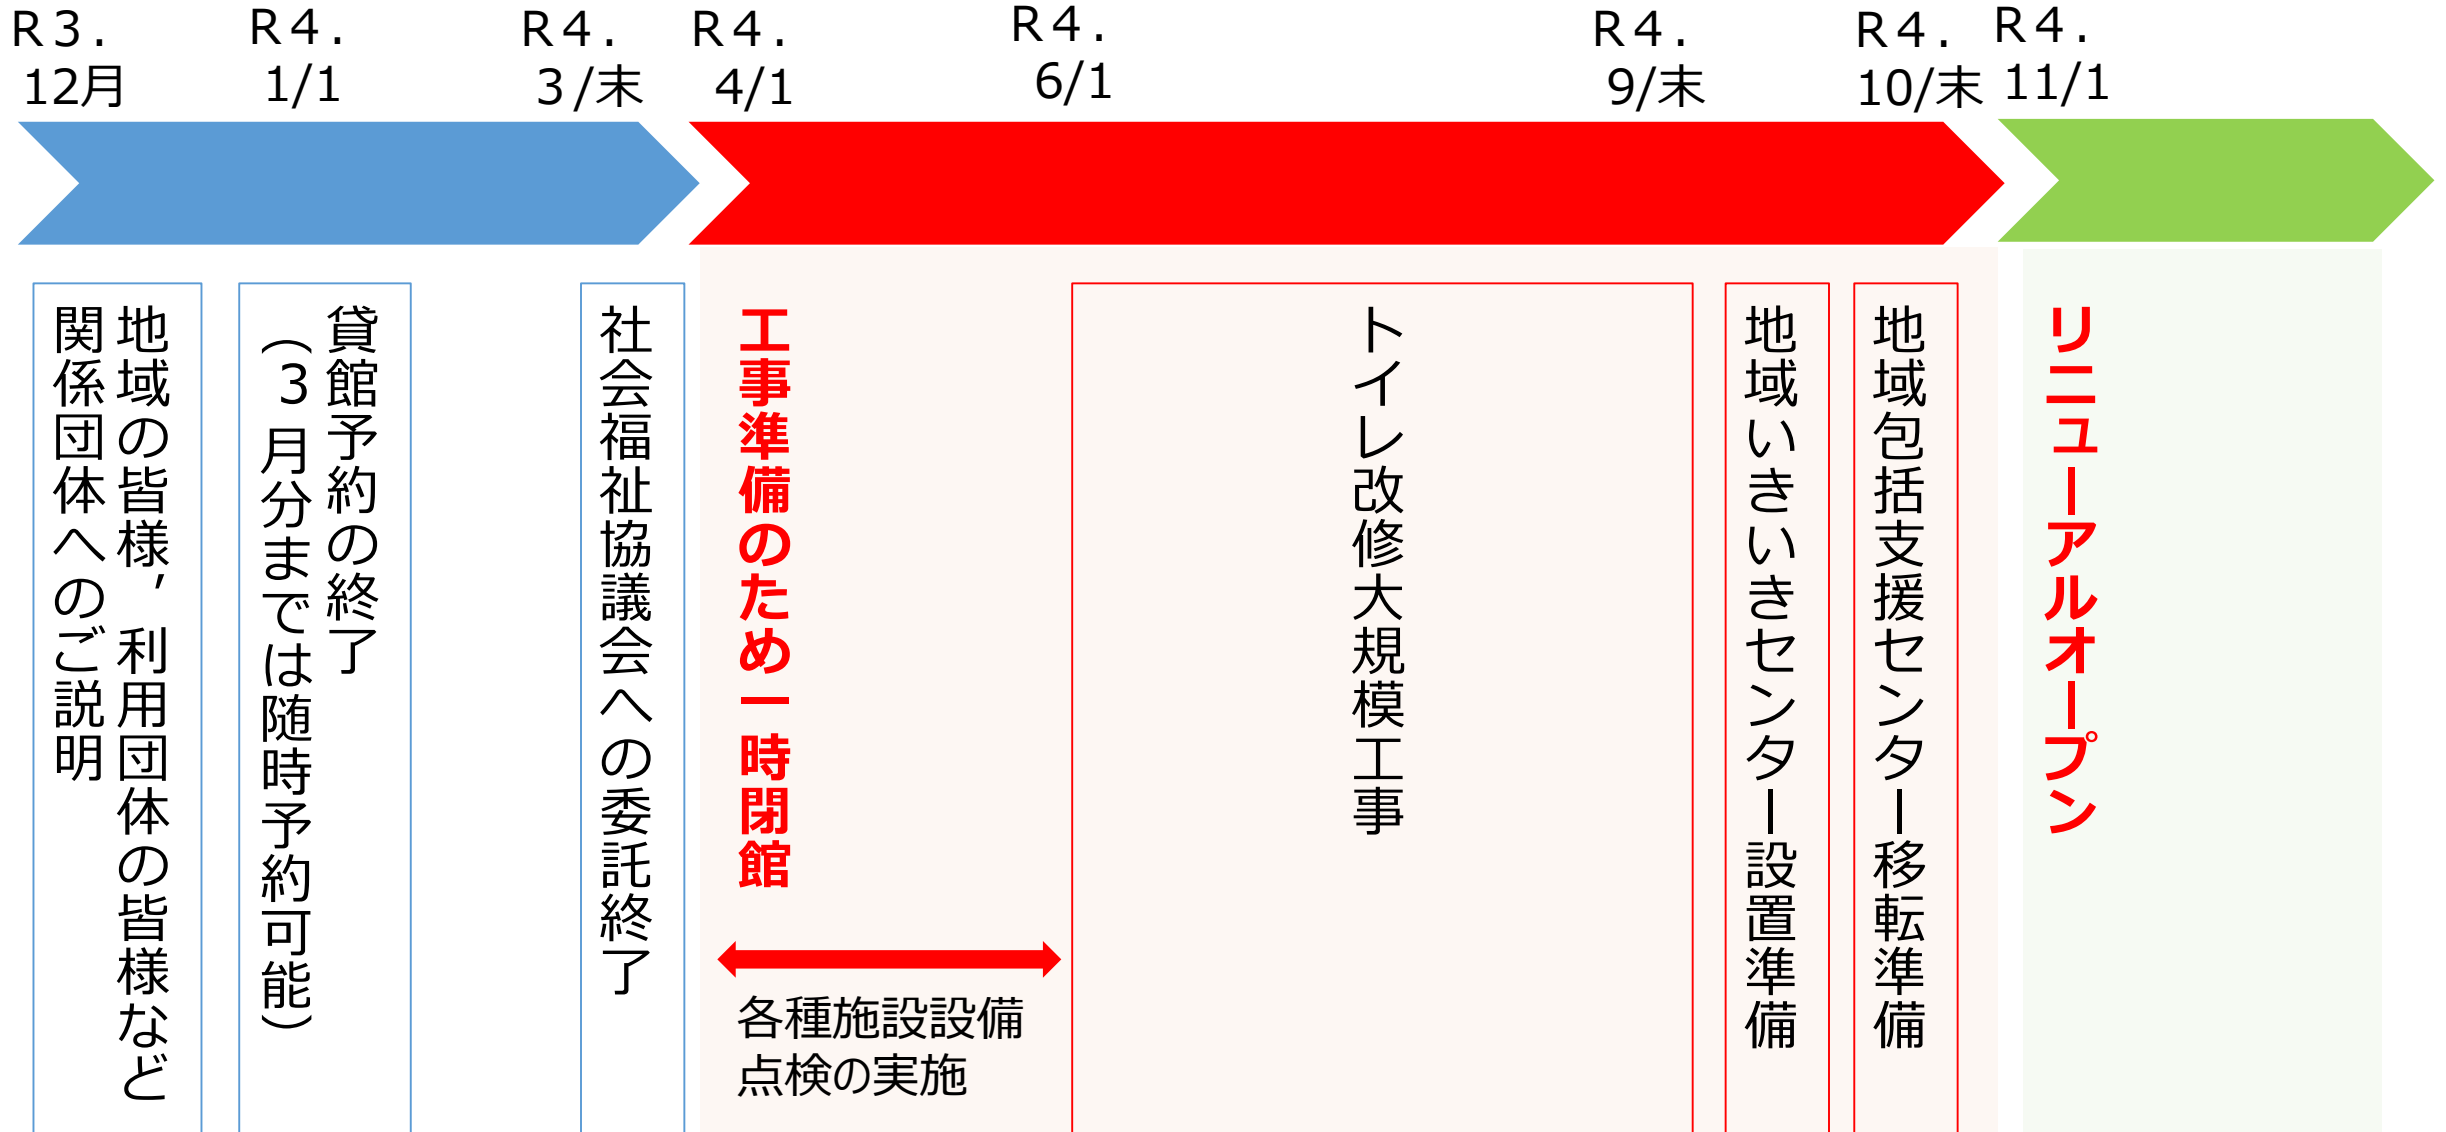 R３.
12月
R４.
1/1
R４.
３/末
R４.
4/1
R４.
6/1
R４.
9/末
R４.
10/末
R４.
11/1
地域の皆様，利用団体の皆様など
関係団体へのご説明
貸館予約の終了
（３月分までは随時予約可能）
社会福祉協議会への委託終了
工事準備のため一時閉館
各種施設設備
点検の実施
トイレ改修大規模工事
地域いきいきセンター設置準備
地域包括支援センター移転準備
リニューアルオープン